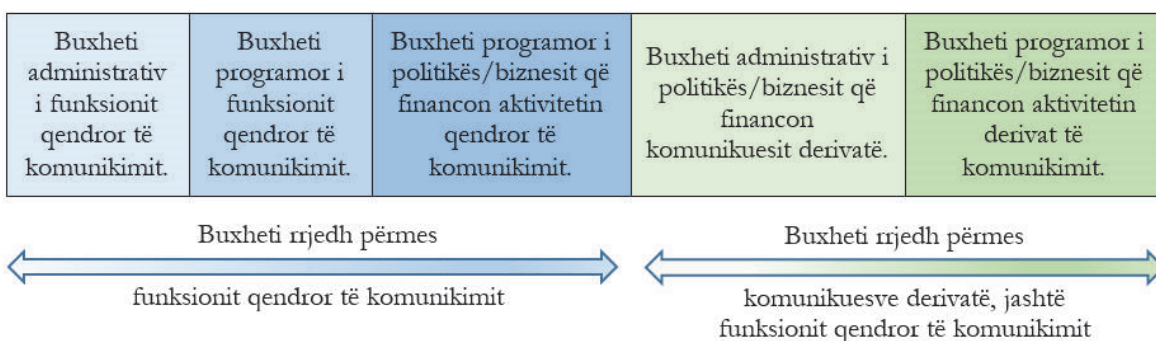 Buxheti
administrativ
i funksionit
qendror të
komunikimit.
Buxheti
programor i
funksionit
qendror të
komunikimit.
Buxheti programor i
politikës/biznesit që
financon aktivitetin
qendror të
komunikimit.
Buxheti administrativ i
politikës/biznesit që
financon
komunikuesit derivatë.
Buxheti programor i
politikës/biznesit që
financon aktivitetin
derivat të
komunikimit.
Buxheti rrjedh përmes
funksionit qendror të komunikimit
Buxheti rrjedh përmes
komunikuesve derivatë, jashtë
funksionit qendror të komunikimit